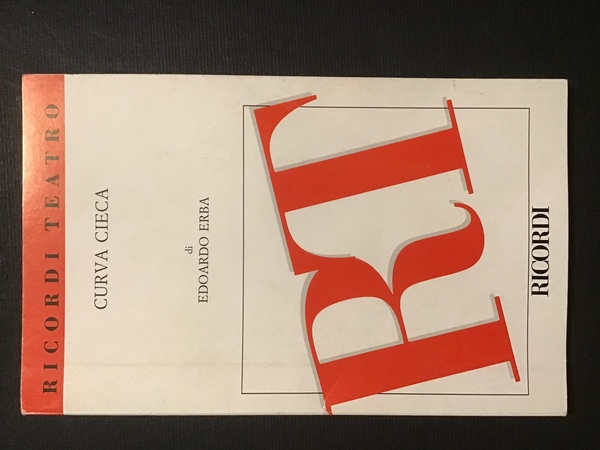 RICORDI TEATRO
CURVA CIECA
di
EDOARDO ERBA
RT
RICORDI